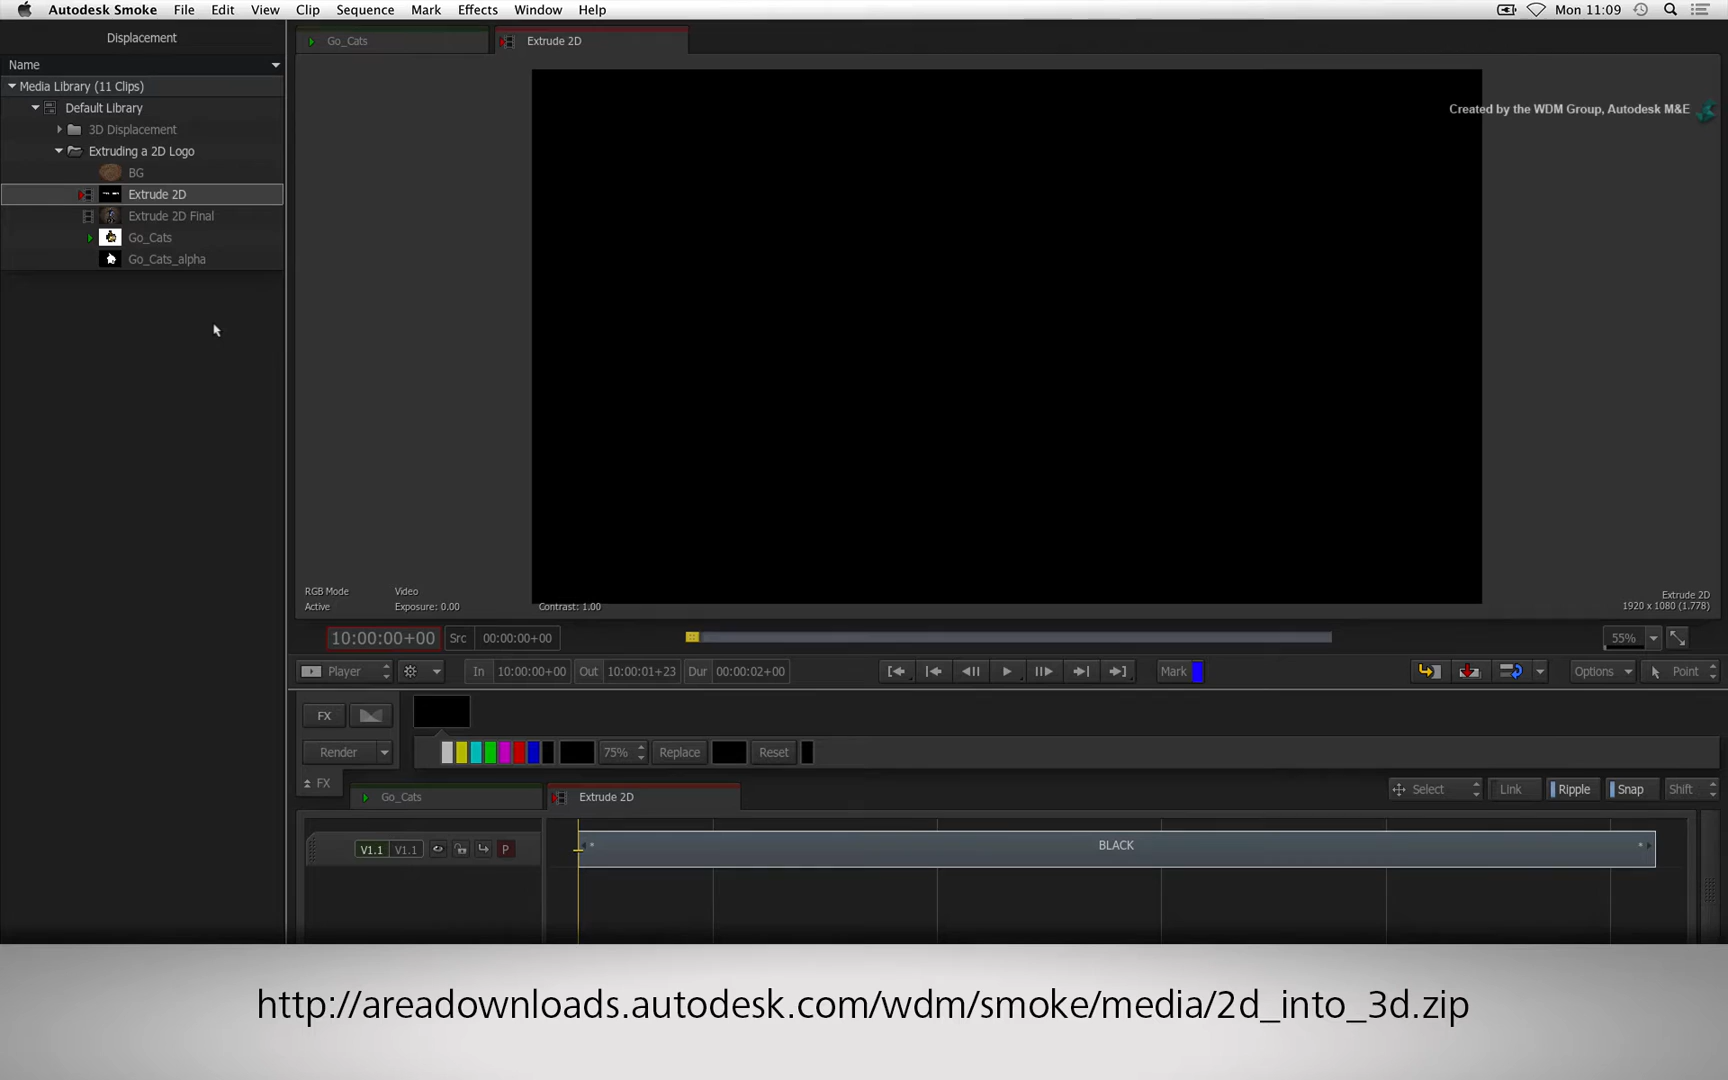 Autodesk Smoke File Edit View Clip Sequence Mark Effects Window Help Mon 11:09
Displacement
Go_Cats Extrude 2D
Name
Media Library (11 Clips)
Default Library
3D Displacement
Extruding a 2D Logo
BG
Extrude 2D
Extrude 2D Final
Go_Cats
Go_Cats_alpha
Created by the WDM Group, Autodesk M&E
RGB Mode Video
Active Exposure: 0.00 Contrast: 1.00
Extrude 2D
1920 x 1080 (1.778)
10:00:00+00 Src 00:00:00+00 55%
Player In 10:00:00+00 Out 10:00:01+23 Dur 00:00:02+00 Mark Options Point
FX
Render 75% Replace Reset
FX
Go_Cats Extrude 2D Select Link Ripple Snap Shift
V1.1 V1.1 P BLACK
http://areadownloads.autodesk.com/wdm/smoke/media/2d_into_3d.zip